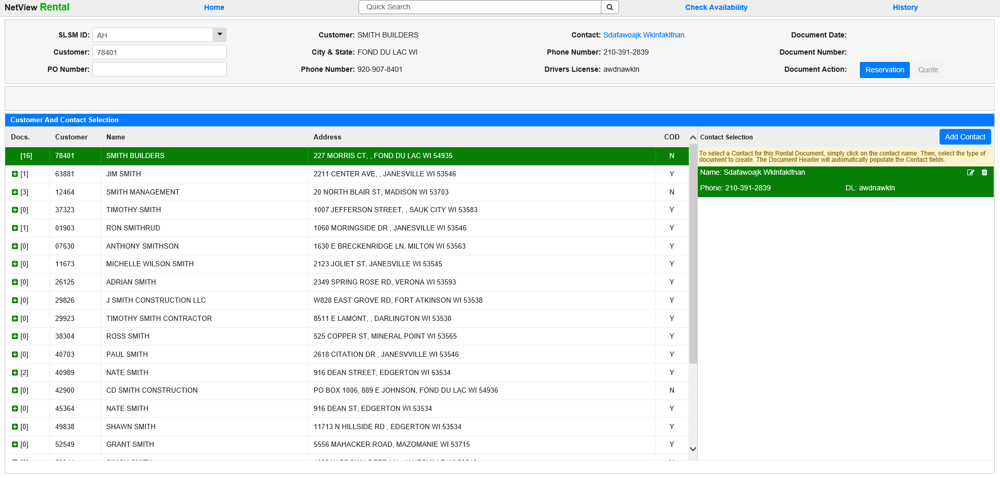 NetView Rental Home Quick Search Check Availability History
SLSM ID: AH Customer: SMITH BUILDERS Contact: Sdafawoajk Wklnfaklfnan Document Date:
Customer: 78401 City & State: FOND DU LAC WI Phone Number: 210-391-2839 Document Number:
PO Number: Phone Number: 920-907-8401 Drivers License: awdnawkln Document Action: Reservation Quote
Customer And Contact Selection
Docs. Customer Name Address COD Contact Selection Add Contact
[16] 78401 SMITH BUILDERS 227 MORRIS CT, , FOND DU LAC WI 54935 N
To select a Contact for this Rental Document, simply click on the contact name. Then, select the type of
document to create. The Document Header will automatically populate the Contact fields.
Name: Sdafawoajk Wklnfaklfnan
Phone: 210-391-2839 DL: awdnawkln
[1] 63881 JIM SMITH 2211 CENTER AVE, , JANESVILLE WI 53546 Y
[3] 12464 SMITH MANAGEMENT 20 NORTH BLAIR ST, MADISON WI 53703 N
[0] 37323 TIMOTHY SMITH 1007 JEFFERSON STREET, , SAUK CITY WI 53583 Y
[1] 01903 RON SMITHRUD 1060 MORINGSIDE DR , JANESVILLE WI 53546 Y
[0] 07630 ANTHONY SMITHSON 1630 E BRECKENRIDGE LN, MILTON WI 53563 Y
[0] 11673 MICHELLE WILSON SMITH 2123 JOLIET ST, JANESVILLE WI 53545 Y
[0] 26125 ADRIAN SMITH 2349 SPRING ROSE RD, VERONA WI 53593 Y
[0] 29826 J SMITH CONSTRUCTION LLC W828 EAST GROVE RD, FORT ATKINSON WI 53538 Y
[0] 29923 TIMOTHY SMITH CONTRACTOR 8511 E LAMONT, , DARLINGTON WI 53530 Y
[0] 38304 ROSS SMITH 525 COPPER ST, MINERAL POINT WI 53565 Y
[0] 40703 PAUL SMITH 2618 CITATION DR , JANESVVILLE WI 53546 Y
[2] 40989 NATE SMITH 916 DEAN STREET, EDGERTON WI 53534 Y
[0] 42900 CD SMITH CONSTRUCTION PO BOX 1006, 889 E JOHNSON, FOND DU LAC WI 54936 N
[0] 45364 NATE SMITH 916 DEAN ST, EDGERTON WI 53534 Y
[0] 49838 SHAWN SMITH 11713 N HILLSIDE RD , EDGERTON WI 53534 Y
[0] 52549 GRANT SMITH 5556 MAHACKER ROAD, MAZOMANIE WI 53715 Y